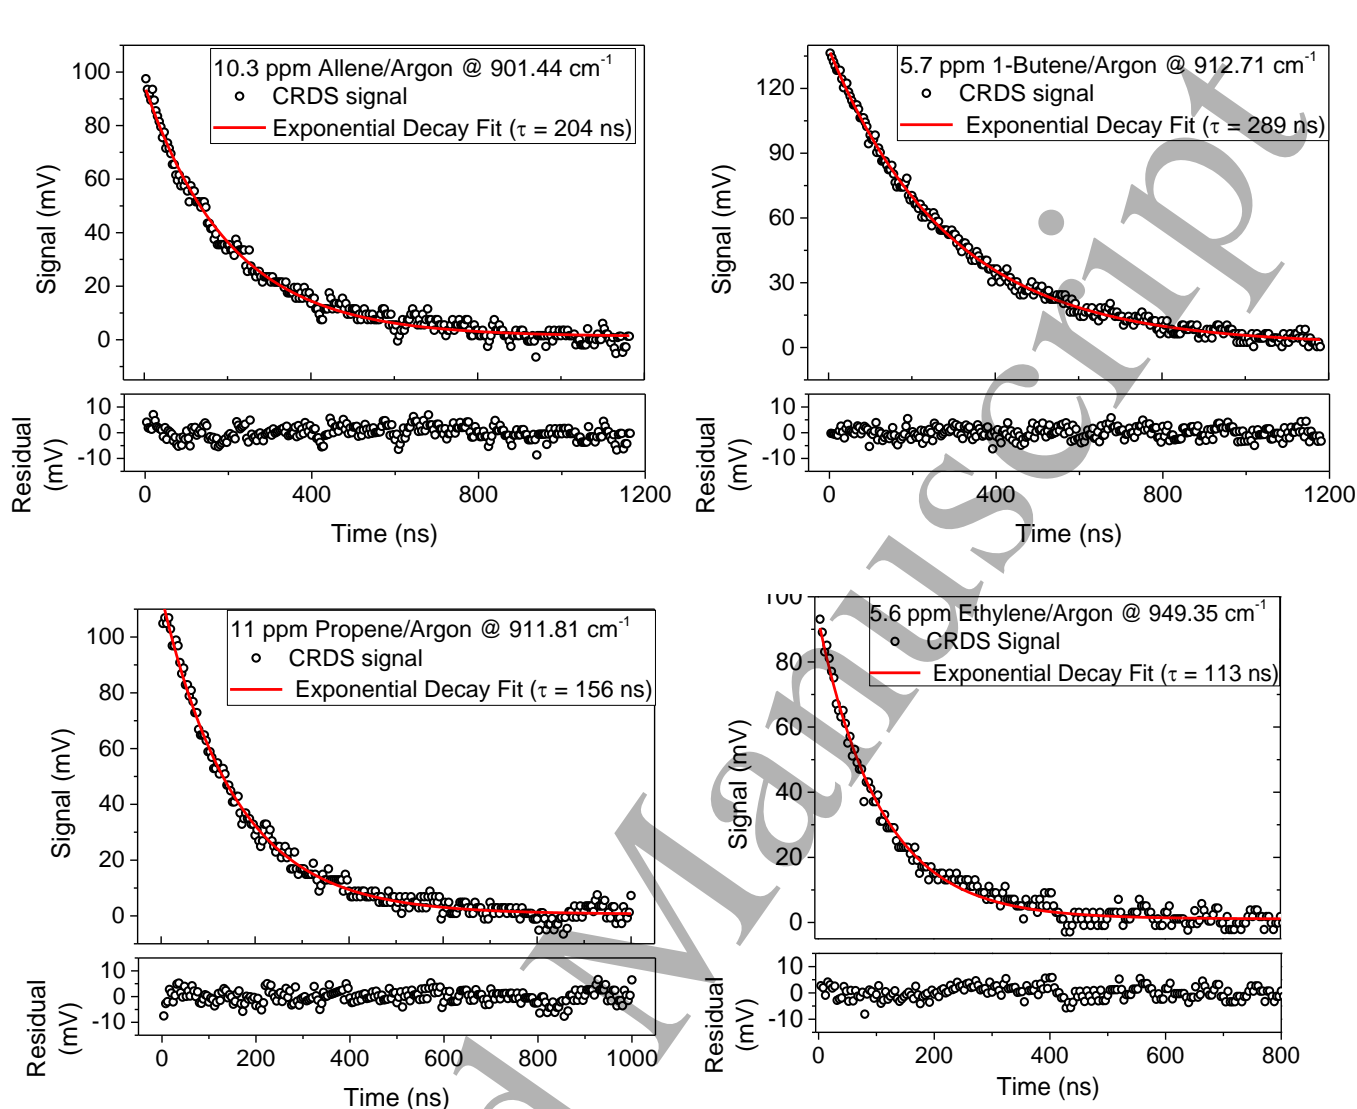 10.3 ppm Allene/Argon @ 901.44 cm-1
CRDS signal
Exponential Decay Fit (τ = 204 ns)
100
80
60
40
20
0
Signal (mV)
10
0
-10
Residual
(mV)
0
400
800
1200
Time (ns)
5.7 ppm 1-Butene/Argon @ 912.71 cm-1
CRDS signal
Exponential Decay Fit (τ = 289 ns)
120
90
60
30
0
Signal (mV)
10
0
-10
Residual
(mV)
0
400
800
1200
Time (ns)
11 ppm Propene/Argon @ 911.81 cm-1
CRDS signal
Exponential Decay Fit (τ = 156 ns)
100
80
60
40
20
0
Signal (mV)
10
0
-10
Residual
(mV)
0
200
400
600
800
1000
Time (ns)
5.6 ppm Ethylene/Argon @ 949.35 cm-1
CRDS Signal
Exponential Decay Fit (τ = 113 ns)
100
80
60
40
20
0
Signal (mV)
10
0
-10
Residual
(mV)
0
200
400
600
800
Time (ns)
d Manuscript